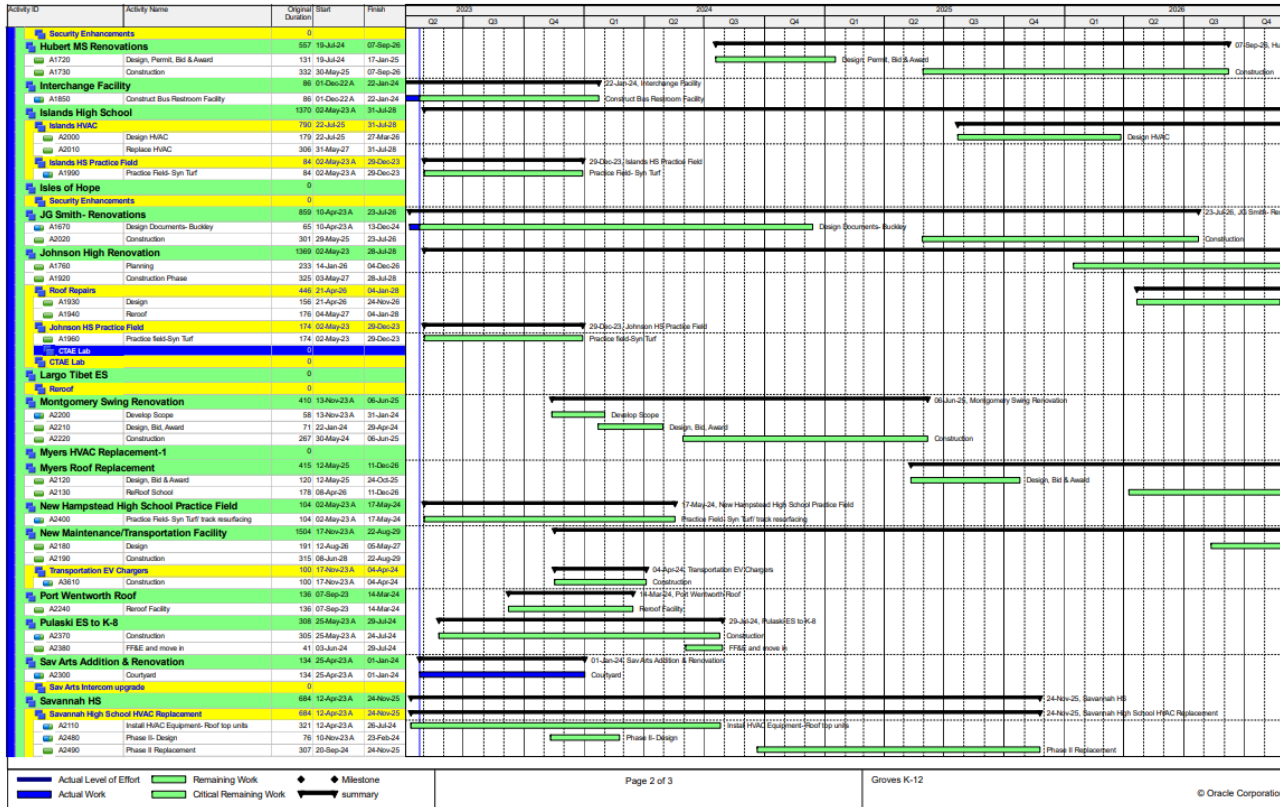 Activity ID Activity Name Original Duration Start Finish 2023 2024 2025 2026
Q2 Q3 Q4 Q1 Q2 Q3 Q4 Q1 Q2 Q3 Q4 Q1 Q2 Q3 Q4
Security Enhancements 0
Hubert MS Renovations 557 19-Jul-24 07-Sep-26 07-Sep-26, Hu
A1720 Design, Permit, Bid & Award 131 19-Jul-24 17-Jan-25 Design, Permit, Bid & Award
A1730 Construction 332 30-May-25 07-Sep-26 Construction
Interchange Facility 86 01-Dec-22 A 22-Jan-24 22-Jan-24, Interchange Facility
A1850 Construct Bus Restroom Facility 86 01-Dec-22 A 22-Jan-24 Construct Bus Restroom Facility
Islands High School 1370 02-May-23 A 31-Jul-28
Islands HVAC 790 22-Jul-25 31-Jul-28
A2000 Design HVAC 179 22-Jul-25 27-Mar-26 Design HVAC
A2010 Replace HVAC 306 31-May-27 31-Jul-28
Islands HS Practice Field 84 02-May-23 A 29-Dec-23 29-Dec-23, Islands HS Practice Field
A1990 Practice Field- Syn Turf 84 02-May-23 A 29-Dec-23 Practice Field- Syn Turf
Isles of Hope 0
Security Enhancements 0
JG Smith- Renovations 859 10-Apr-23 A 23-Jul-26 23-Jul-26, JG Smith- Re
A1670 Design Documents- Buckley 65 10-Apr-23 A 13-Dec-24 Design Documents- Buckley
A2020 Construction 301 29-May-25 23-Jul-26 Construction
Johnson High Renovation 1369 02-May-23 28-Jul-28
A1760 Planning 233 14-Jan-26 04-Dec-26
A1920 Construction Phase 325 03-May-27 28-Jul-28
Roof Repairs 446 21-Apr-26 04-Jan-28
A1930 Design 156 21-Apr-26 24-Nov-26
A1940 Reroof 176 04-May-27 04-Jan-28
Johnson HS Practice Field 174 02-May-23 29-Dec-23 29-Dec-23, Johnson HS Practice Field
A1960 Practice field-Syn Turf 174 02-May-23 29-Dec-23 Practice field-Syn Turf
CTAE Lab 0
CTAE Lab 0
Largo Tibet ES 0
Reroof 0
Montgomery Swing Renovation 410 13-Nov-23 A 06-Jun-25 06-Jun-25, Montgomery Swing Renovation
A2200 Develop Scope 58 13-Nov-23 A 31-Jan-24 Develop Scope
A2210 Design, Bid, Award 71 22-Jan-24 29-Apr-24 Design, Bid, Award
A2220 Construction 267 30-May-24 06-Jun-25 Construction
Myers HVAC Replacement-1 0
Myers Roof Replacement 415 12-May-25 11-Dec-26
A2120 Design, Bid & Award 120 12-May-25 24-Oct-25 Design, Bid & Award
A2130 ReRoof School 178 08-Apr-26 11-Dec-26
New Hampstead High School Practice Field 104 02-May-23 A 17-May-24 17-May-24, New Hampstead High School Practice Field
A2400 Practice Field- Syn Turf/ track resurfacing 104 02-May-23 A 17-May-24 Practice Field- Syn Turf/ track resurfacing
New Maintenance/Transportation Facility 1504 17-Nov-23 A 22-Aug-29
A2180 Design 191 12-Aug-26 05-May-27
A2190 Construction 315 08-Jun-28 22-Aug-29
Transportation EV Chargers 100 17-Nov-23 A 04-Apr-24 04-Apr-24, Transportation EV Chargers
A3610 Construction 100 17-Nov-23 A 04-Apr-24 Construction
Port Wentworth Roof 136 07-Sep-23 14-Mar-24 14-Mar-24, Port Wentworth Roof
A2240 Reroof Facility 136 07-Sep-23 14-Mar-24 Reroof Facility
Pulaski ES to K-8 308 25-May-23 A 29-Jul-24 29-Jul-24, Pulaski ES to K-8
A2370 Construction 305 25-May-23 A 24-Jul-24 Construction
A2380 FF&E and move in 41 03-Jun-24 29-Jul-24 FF&E and move in
Sav Arts Addition & Renovation 134 25-Apr-23 A 01-Jan-24 01-Jan-24, Sav Arts Addition & Renovation
A2300 Courtyard 134 25-Apr-23 A 01-Jan-24 Courtyard
Sav Arts Intercom upgrade 0
Savannah HS 684 12-Apr-23 A 24-Nov-25 24-Nov-25, Savannah HS
Savannah High School HVAC Replacement 684 12-Apr-23 A 24-Nov-25 24-Nov-25, Savannah High School HVAC Replacement
A2110 Install HVAC Equipment- Roof top units 321 12-Apr-23 A 26-Jul-24 Install HVAC Equipment- Roof top units
A2480 Phase II- Design 76 10-Nov-23 A 23-Feb-24 Phase II- Design
A2490 Phase II Replacement 307 20-Sep-24 24-Nov-25 Phase II Replacement
Actual Level of Effort Remaining Work Milestone Page 2 of 3 Groves K-12
Actual Work Critical Remaining Work summary
© Oracle Corporation